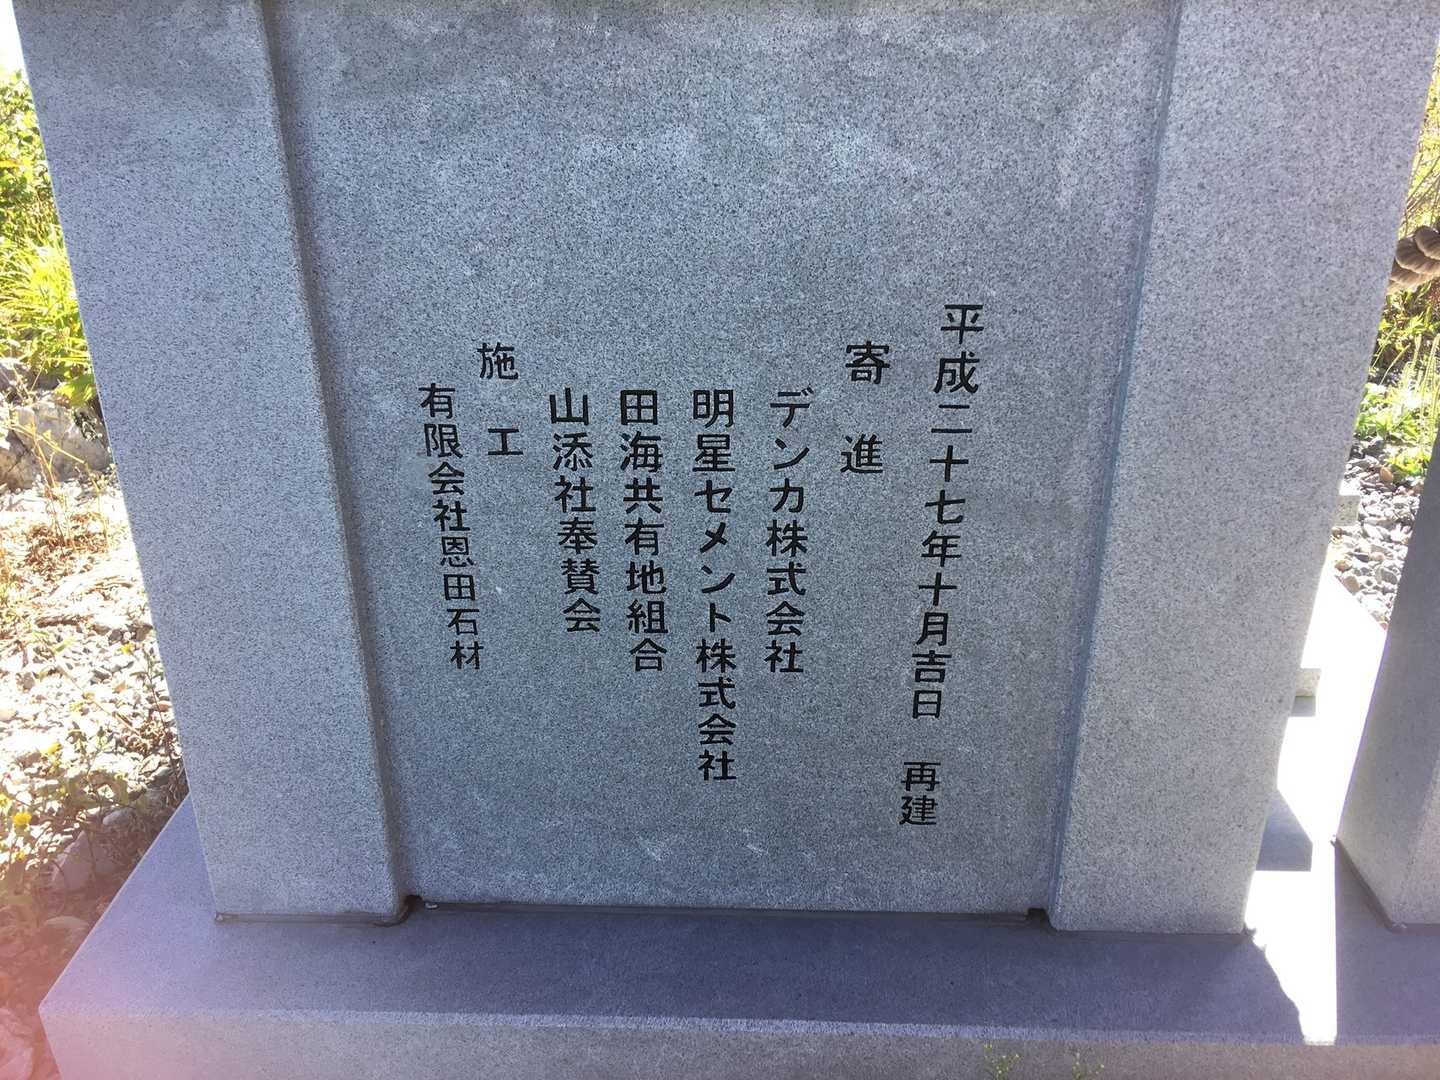 平成二十七年十月吉日　再建
寄進
デンカ株式会社
明星セメント株式会社
田海共有地組合
山添社奉賛会
施工
有限会社恩田石材